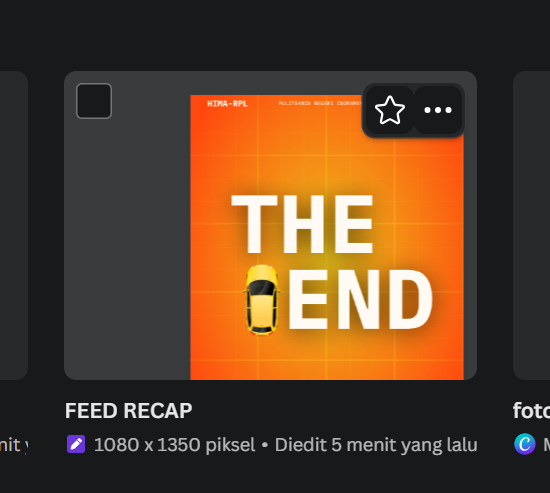 HIMA-RPL
POLITEKNIK NEGERI
THE
END
FEED RECAP
foto
1080 x 1350 piksel • Diedit 5 menit yang lalu